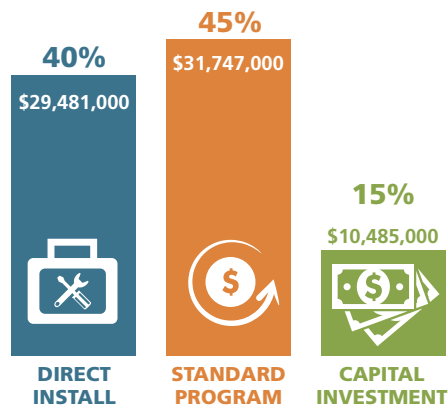 40%
$29,481,000
45%
$31,747,000
15%
$10,485,000
$
$
DIRECT
INSTALL
STANDARD
PROGRAM
CAPITAL
INVESTMENT